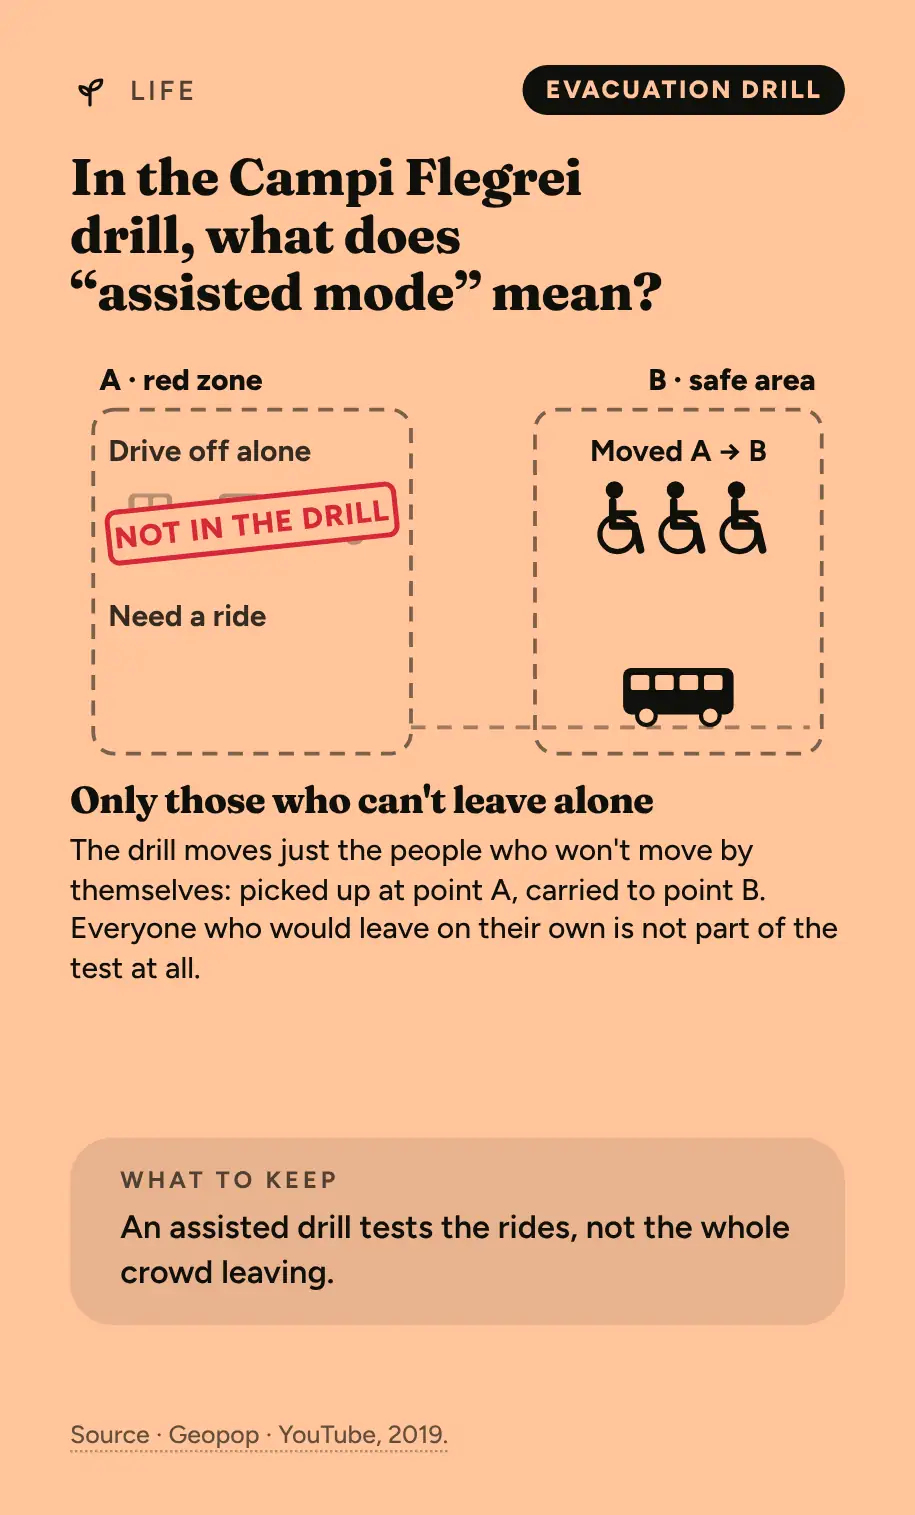 LIFE
EVACUATION DRILL
In the Campi Flegrei
drill, what does
“assisted mode” mean?
A · red zone
B · safe area
Drive off alone
Moved A → B
NOT IN THE DRILL
Need a ride
Only those who can't leave alone
The drill moves just the people who won't move by
themselves: picked up at point A, carried to point B.
Everyone who would leave on their own is not part of the
test at all.
WHAT TO KEEP
An assisted drill tests the rides, not the whole
crowd leaving.
Source · Geopop · YouTube, 2019.